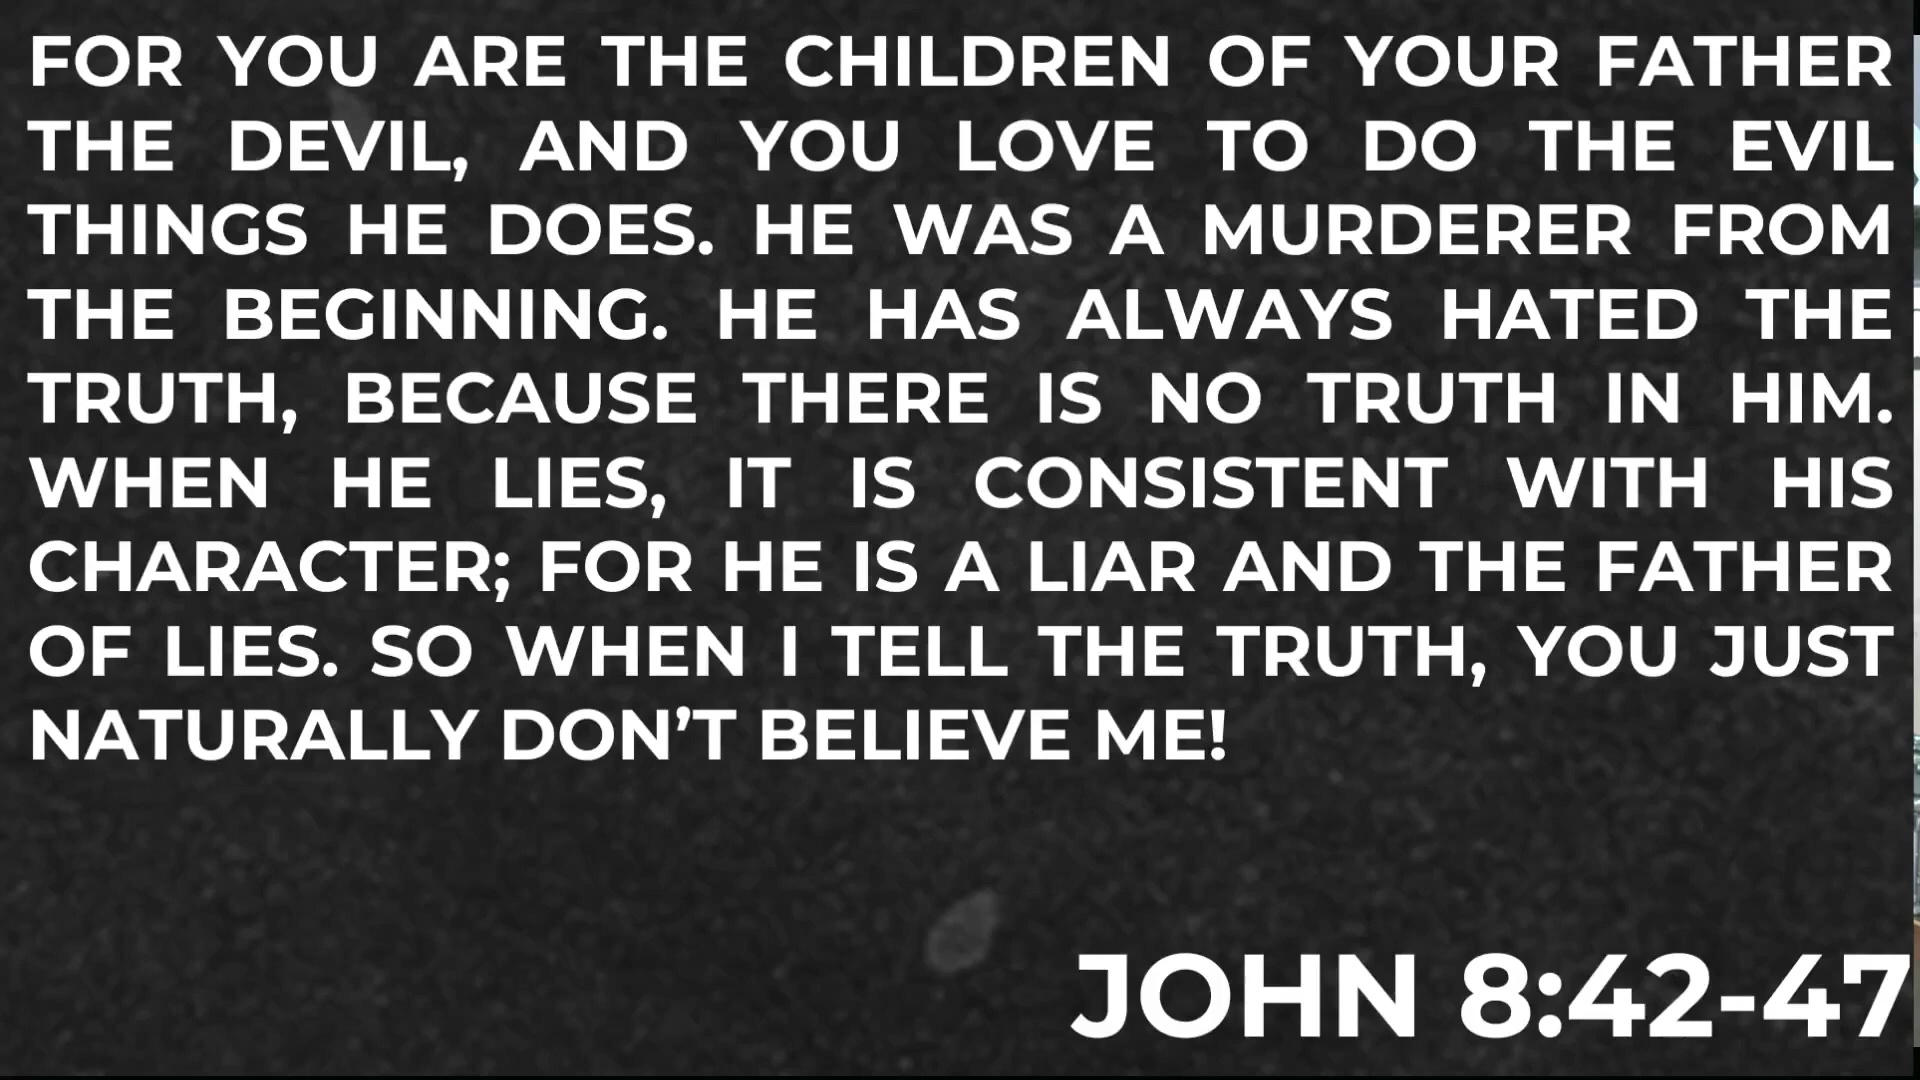 FOR YOU ARE THE CHILDREN OF YOUR FATHER
THE DEVIL, AND YOU LOVE TO DO THE EVIL
THINGS HE DOES. HE WAS A MURDERER FROM
THE BEGINNING. HE HAS ALWAYS HATED THE
TRUTH, BECAUSE THERE IS NO TRUTH IN HIM.
WHEN HE LIES, IT IS CONSISTENT WITH HIS
CHARACTER; FOR HE IS A LIAR AND THE FATHER
OF LIES. SO WHEN I TELL THE TRUTH, YOU JUST
NATURALLY DON’T BELIEVE ME!
JOHN 8:42-47